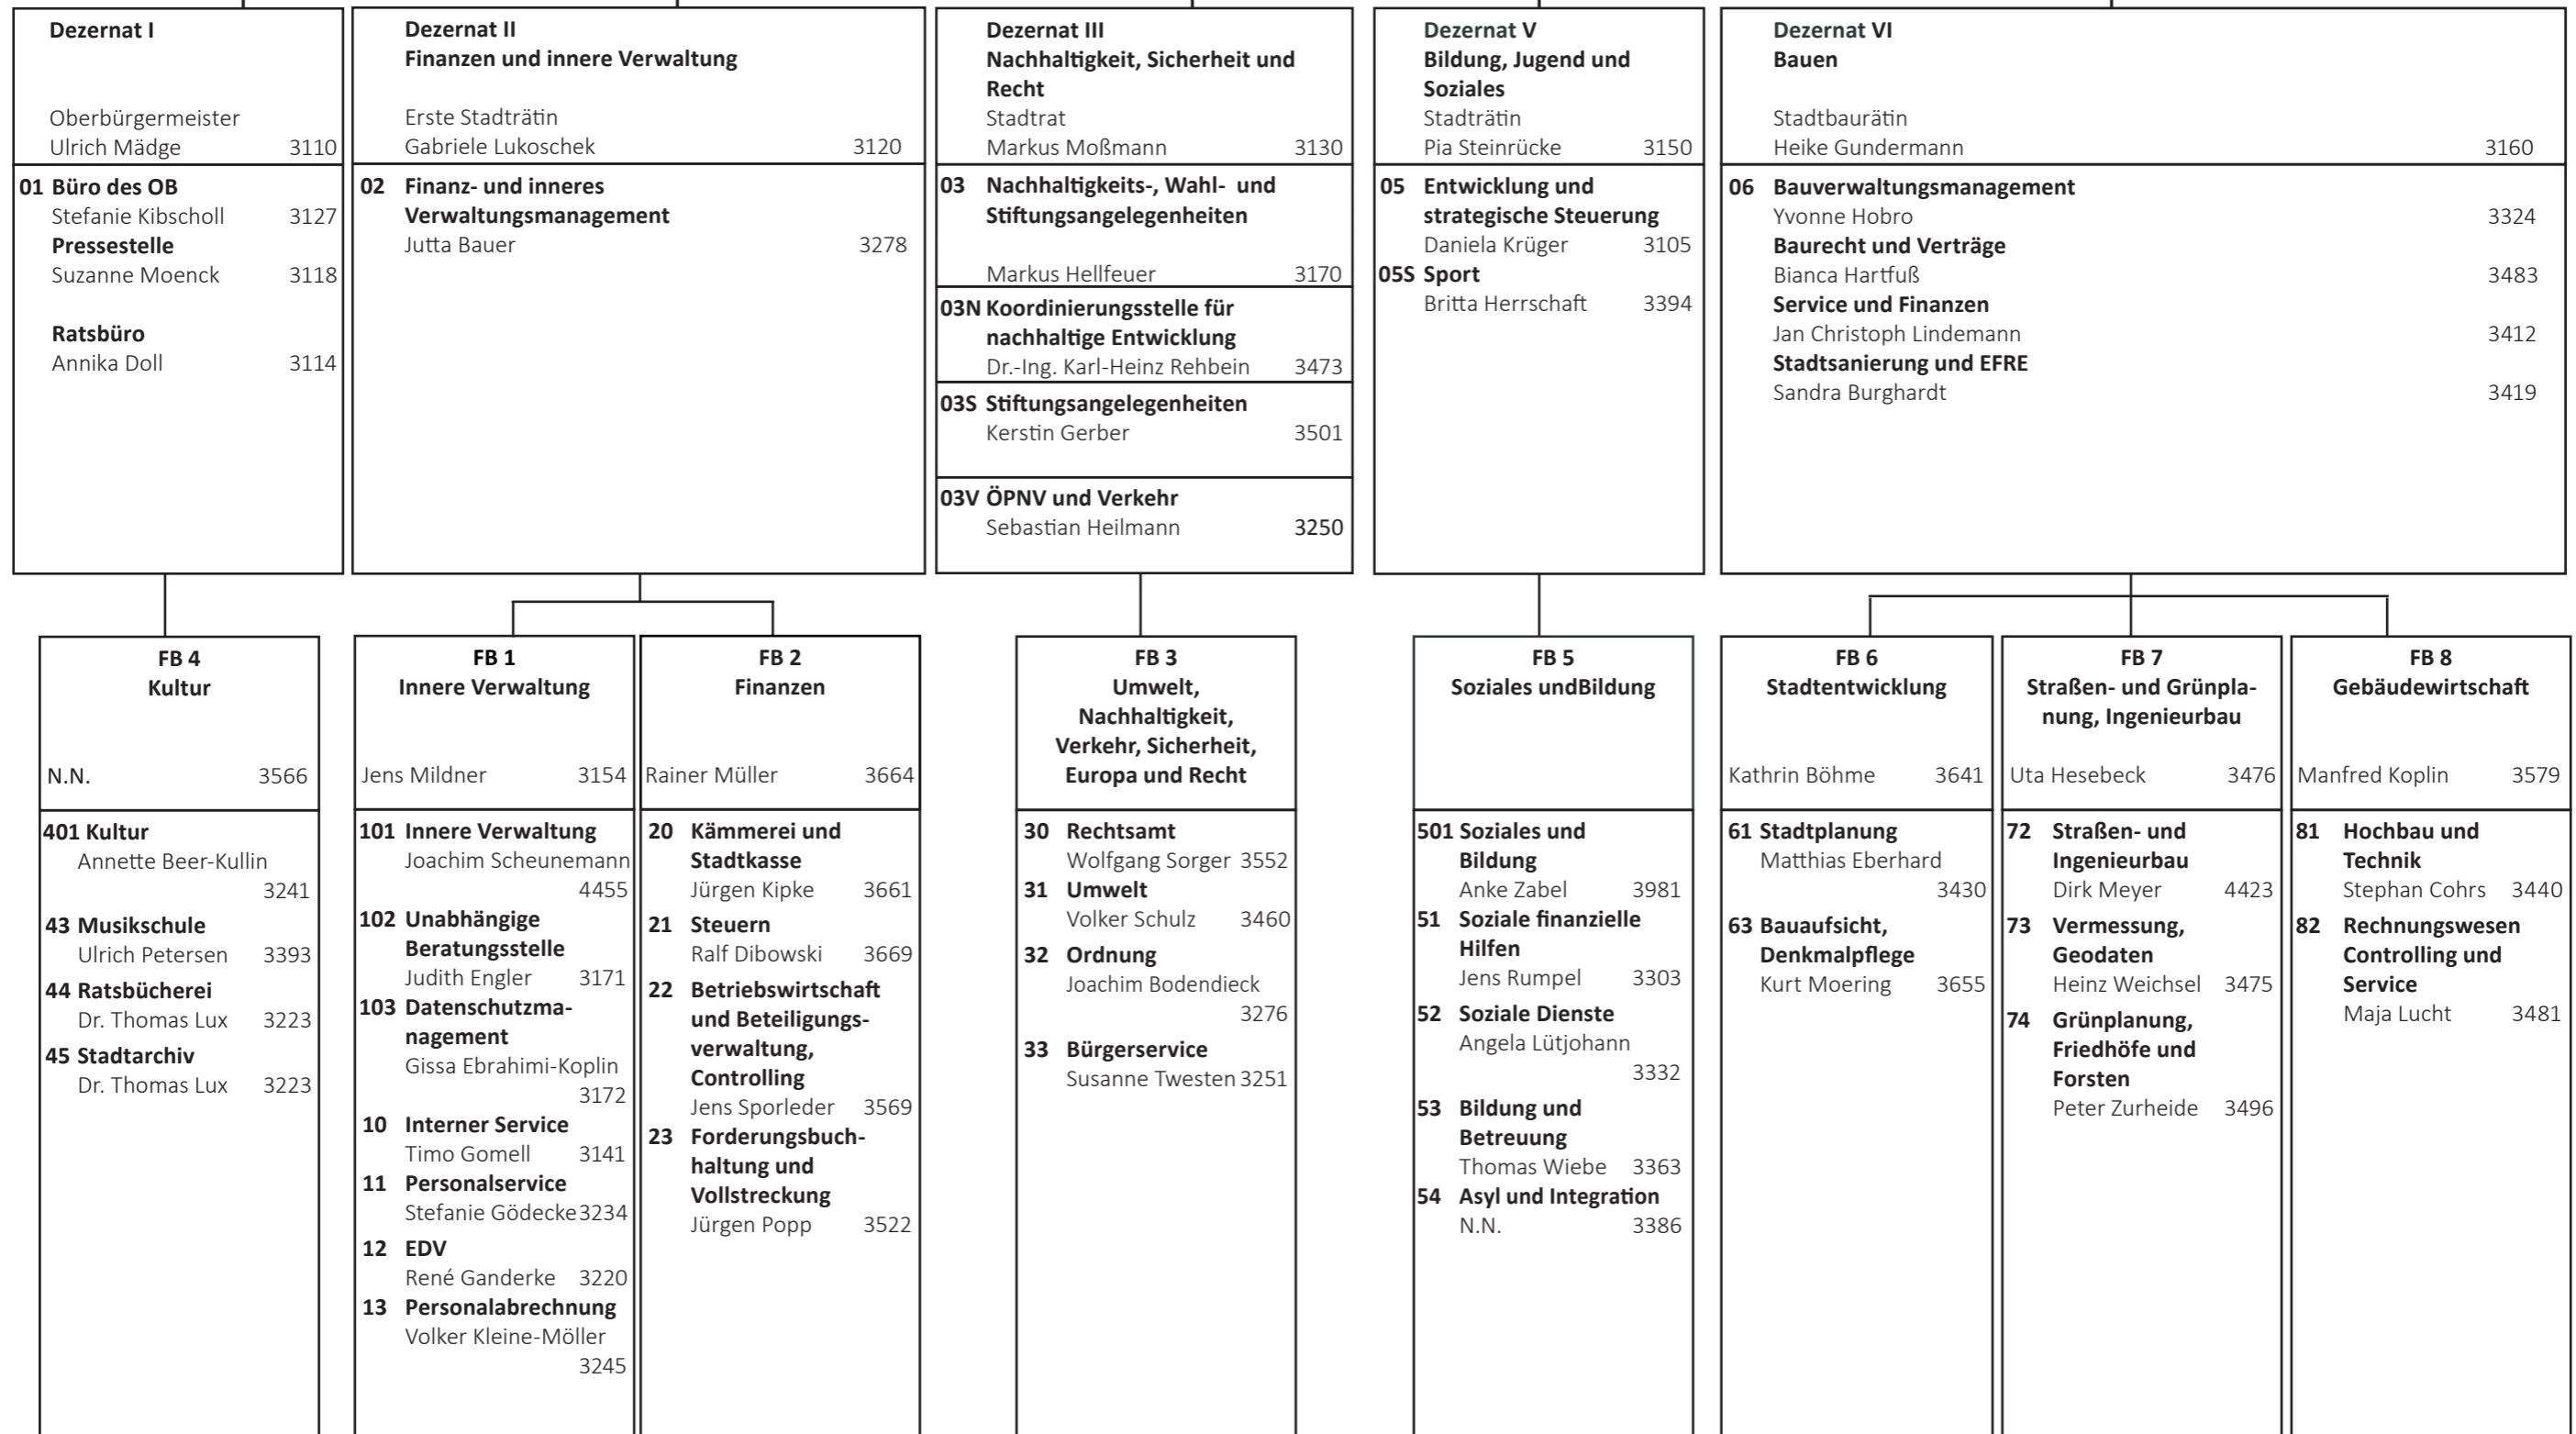 Dezernat I
Oberbürgermeister
Ulrich Mädge 3110
01 Büro des OB
Stefanie Kibscholl 3127
Pressestelle
Suzanne Moenck 3118
Ratsbüro
Annika Doll 3114
Dezernat II
Finanzen und innere Verwaltung
Erste Stadträtin
Gabriele Lukoschek 3120
02 Finanz- und inneres
Verwaltungsmanagement
Jutta Bauer 3278
Dezernat III
Nachhaltigkeit, Sicherheit und
Recht
Stadtrat
Markus Moßmann 3130
03 Nachhaltigkeits-, Wahl- und
Stiftungsangelegenheiten
Markus Hellfeuer 3170
03N Koordinierungsstelle für
nachhaltige Entwicklung
Dr.-Ing. Karl-Heinz Rehbein 3473
03S Stiftungsangelegenheiten
Kerstin Gerber 3501
03V ÖPNV und Verkehr
Sebastian Heilmann 3250
Dezernat V
Bildung, Jugend und
Soziales
Stadträtin
Pia Steinrücke 3150
05 Entwicklung und
strategische Steuerung
Daniela Krüger 3105
05S Sport
Britta Herrschaft 3394
Dezernat VI
Bauen
Stadtbaurätin
Heike Gundermann 3160
06 Bauverwaltungsmanagement
Yvonne Hobro 3324
Baurecht und Verträge
Bianca Hartfuß 3483
Service und Finanzen
Jan Christoph Lindemann 3412
Stadtsanierung und EFRE
Sandra Burghardt 3419
FB 4
Kultur
N.N. 3566
401 Kultur
Annette Beer-Kullin
3241
43 Musikschule
Ulrich Petersen 3393
44 Ratsbücherei
Dr. Thomas Lux 3223
45 Stadtarchiv
Dr. Thomas Lux 3223
FB 1
Innere Verwaltung
Jens Mildner 3154
101 Innere Verwaltung
Joachim Scheunemann
4455
102 Unabhängige
Beratungsstelle
Judith Engler 3171
103 Datenschutzma-
nagement
Gissa Ebrahimi-Koplin
3172
10 Interner Service
Timo Gomell 3141
11 Personalservice
Stefanie Gödecke 3234
12 EDV
René Ganderke 3220
13 Personalabrechnung
Volker Kleine-Möller
3245
FB 2
Finanzen
Rainer Müller 3664
20 Kämmerei und
Stadtkasse
Jürgen Kipke 3661
21 Steuern
Ralf Dibowski 3669
22 Betriebswirtschaft
und Beteiligungs-
verwaltung,
Controlling
Jens Sporleder 3569
23 Forderungsbuch-
haltung und
Vollstreckung
Jürgen Popp 3522
FB 3
Umwelt,
Nachhaltigkeit,
Verkehr, Sicherheit,
Europa und Recht
30 Rechtsamt
Wolfgang Sorger 3552
31 Umwelt
Volker Schulz 3460
32 Ordnung
Joachim Bodendieck
3276
33 Bürgerservice
Susanne Twesten 3251
FB 5
Soziales undBildung
501 Soziales und
Bildung
Anke Zabel 3981
51 Soziale finanzielle
Hilfen
Jens Rumpel 3303
52 Soziale Dienste
Angela Lütjohann
3332
53 Bildung und
Betreuung
Thomas Wiebe 3363
54 Asyl und Integration
N.N. 3386
FB 6
Stadtentwicklung
Kathrin Böhme 3641
61 Stadtplanung
Matthias Eberhard
3430
63 Bauaufsicht,
Denkmalpflege
Kurt Moering 3655
FB 7
Straßen- und Grünpla-
nung, Ingenieurbau
Uta Hesebeck 3476
72 Straßen- und
Ingenieurbau
Dirk Meyer 4423
73 Vermessung,
Geodaten
Heinz Weichsel 3475
74 Grünplanung,
Friedhöfe und
Forsten
Peter Zurheide 3496
FB 8
Gebäudewirtschaft
Manfred Koplin 3579
81 Hochbau und
Technik
Stephan Cohrs 3440
82 Rechnungswesen
Controlling und
Service
Maja Lucht 3481